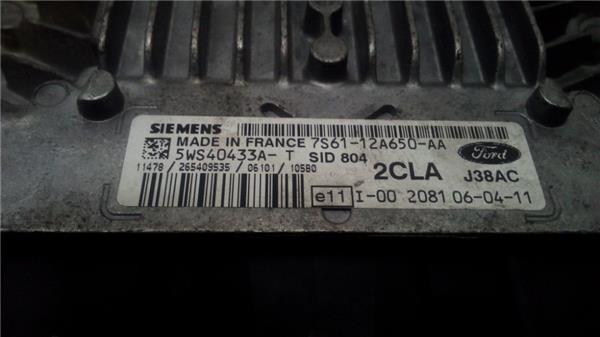 SIEMENS
MADE IN FRANCE 7S61-12A650-AA
5WS40433A- T SID 804
Ford
11478 / 265409535 / 06101 / 10580
2CLA J38AC
e11 I-00 2081 06-04-11